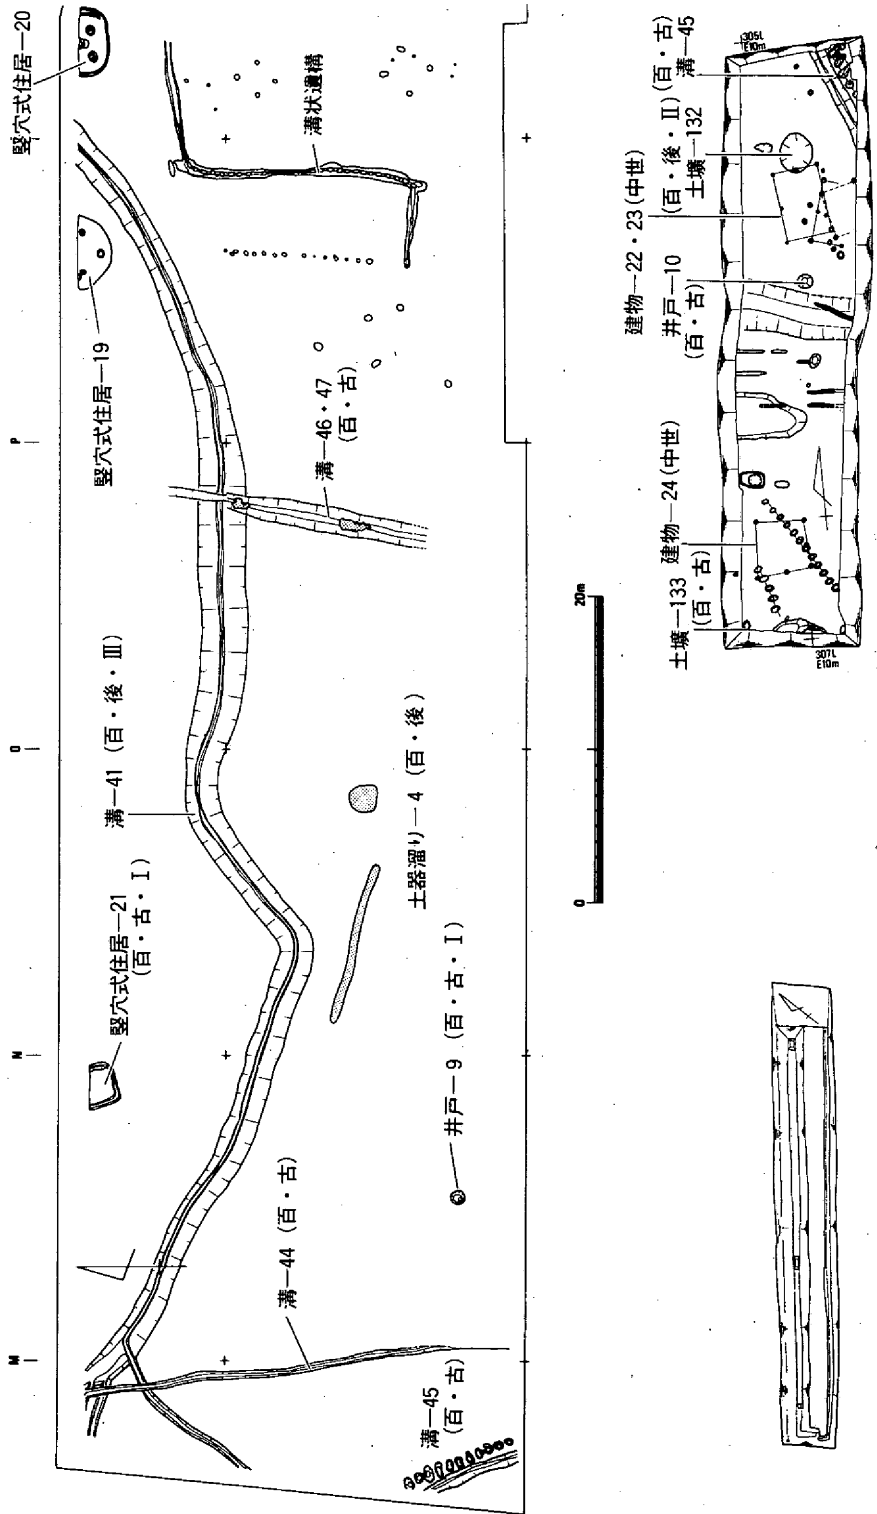 竪穴式住居―20
溝状遺構
竪穴式住居―19
P
溝―46・47
(百・古)
溝―41 (百・後・Ⅲ)
O
土器溜り―4 (百・後)
竪穴式住居―21
(百・古・Ⅰ)
N
井戸―9 (百・古・Ⅰ)
溝―44 (百・古)
M
溝―45
(百・古)
20m
0
305L
E10m
溝―45
(百・古)
土壙―132
(百・後・Ⅱ)
建物―22・23 (中世)
井戸―10
(百・古)
建物―24 (中世)
土壙―133
(百・古)
307L
E10m